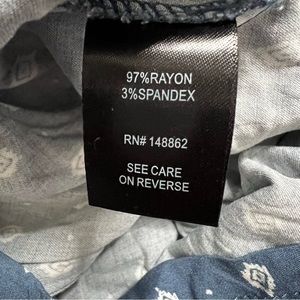 97%RAYON
3%SPANDEX
RN# 148862
SEE CARE
ON REVERSE